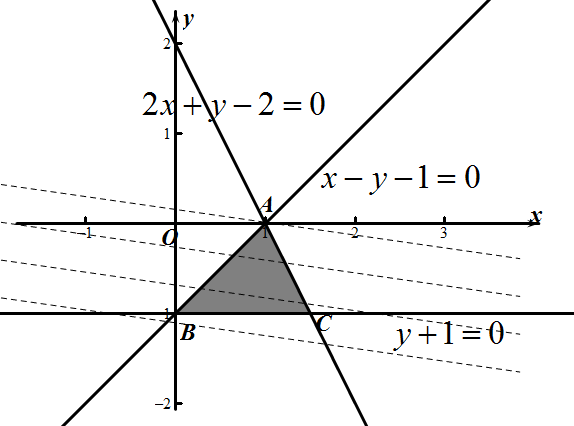 y
2
2x + y − 2 = 0
1
x − y − 1 = 0
A
x
-1
O
1
2
3
1
B
C
y + 1 = 0
−2